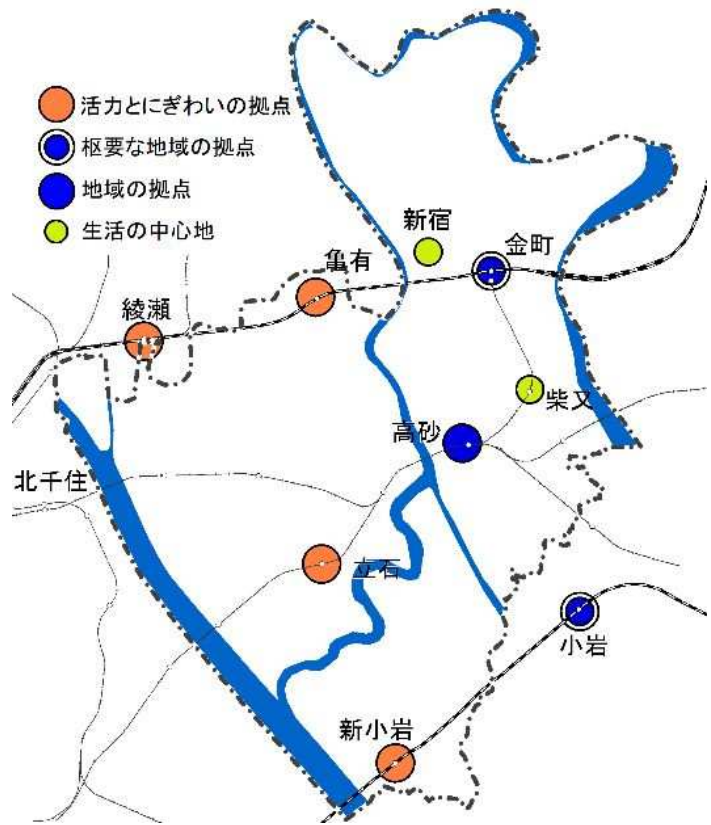 活力とにぎわいの拠点
枢要な地域の拠点
地域の拠点
生活の中心地
新宿
金町
亀有
綾瀬
柴又
高砂
北千住
立石
小岩
新小岩